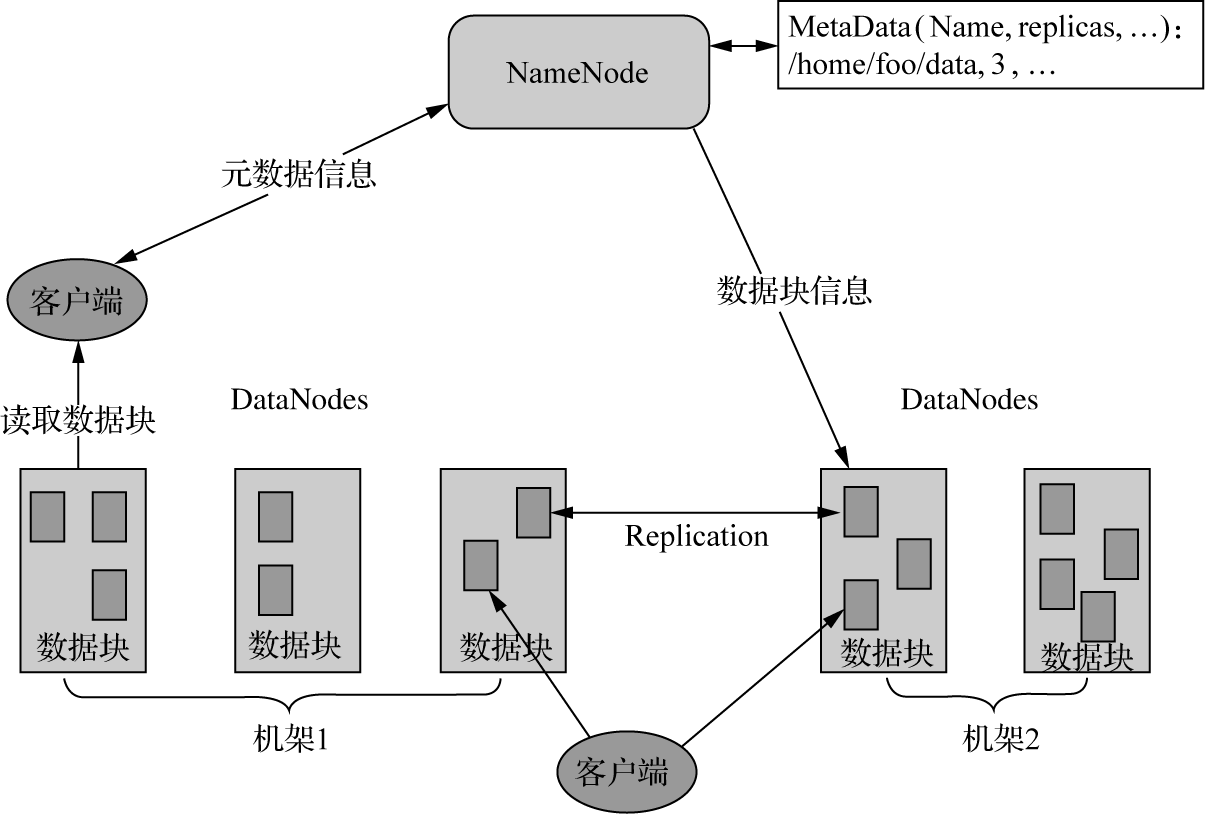 MetaData(Name, replicas, …):
/home/foo/data, 3, …
NameNode
元数据信息
数据块信息
客户端
DataNodes
DataNodes
读取数据块
Replication
数据块
数据块
数据块
数据块
数据块
机架1
机架2
客户端